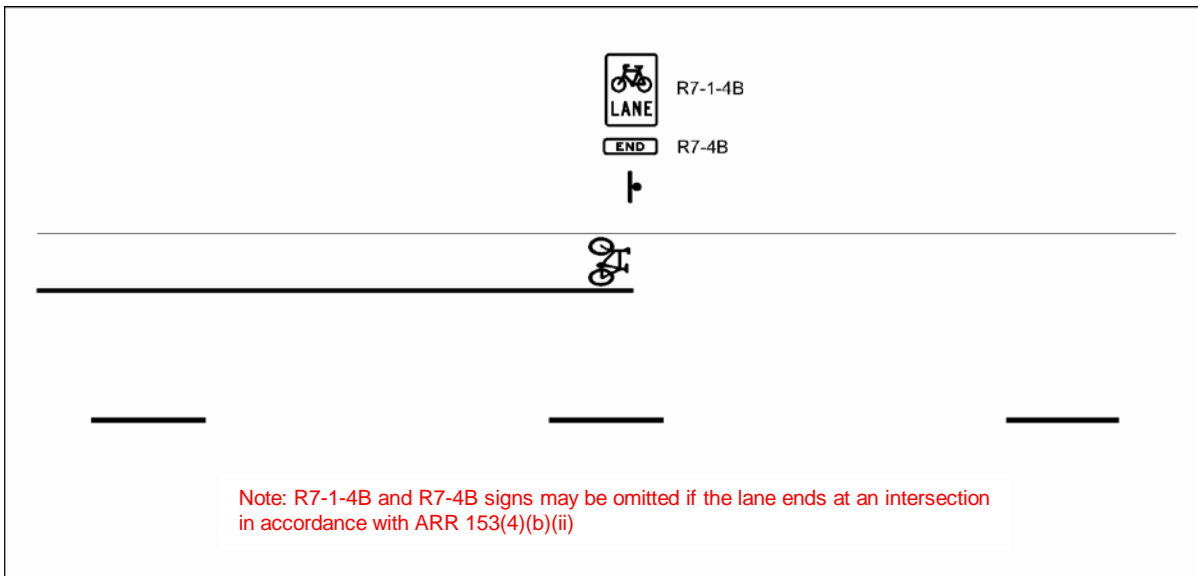 R7-1-4B
LANE
END R7-4B
Note: R7-1-4B and R7-4B signs may be omitted if the lane ends at an intersection
in accordance with ARR 153(4)(b)(ii)